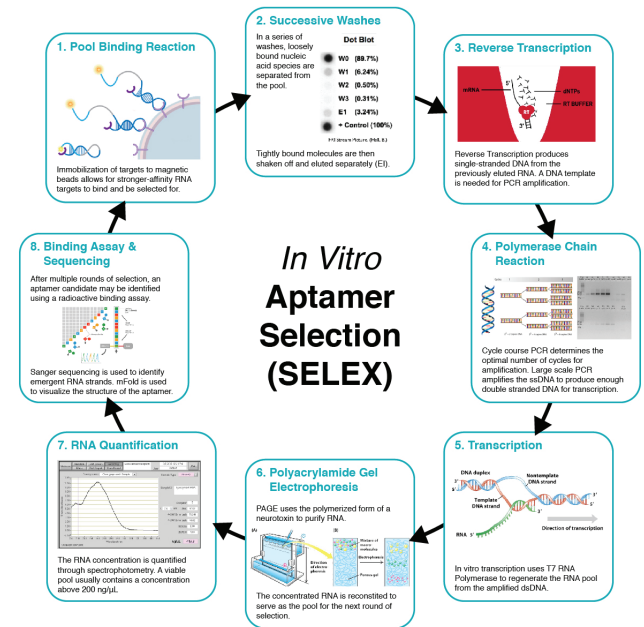 In Vitro
Aptamer
Selection
(SELEX)
1. Pool Binding Reaction
Immobilization of targets to magnetic
beads allows for stronger-affinity RNA
targets to bind and be selected for.
2. Successive Washes
In a series of
washes, loosely
bound nucleic
acid species are
separated from
the pool.
Dot Blot
W0 (89.7%)
W1 (6.24%)
W2 (0.50%)
W3 (0.31%)
E1 (3.24%)
+ Control (100%)
Tightly bound molecules are then
shaken off and eluted separately (EI).
3. Reverse Transcription
mRNA
5'
3'
dNTPs
RT BUFFER
RT
Reverse Transcription produces
single-stranded DNA from the
previously eluted RNA. A DNA template
is needed for PCR amplification.
4. Polymerase Chain
Reaction
Cycle course PCR determines the
optimal number of cycles for
amplification. Large scale PCR
amplifies the ssDNA to produce enough
double stranded DNA for transcription.
5. Transcription
DNA duplex
Nontemplate
DNA strand
5'
3'
3'
5'
Template
DNA strand
RNA
5'
Direction of transcription
In vitro transcription uses T7 RNA
Polymerase to regenerate the RNA pool
from the amplified dsDNA.
6. Polyacrylamide Gel
Electrophoresis
PAGE uses the polymerized form of a
neurotoxin to purify RNA.
Mixture of
macro
molecules
Electrophoresis
Direction
of electro
phoresis
Porous gel
The concentrated RNA is reconstited to
serve as the pool for the next round of
selection.
7. RNA Quantification
The RNA concentration is quantified
through spectrophotometry. A viable
pool usually contains a concentration
above 200 ng/µL.
8. Binding Assay &
Sequencing
After multiple rounds of selection, an
aptamer candidate may be identified
using a radioactive binding assay.
Sanger sequencing is used to identify
emergent RNA strands. mFold is used
to visualize the structure of the aptamer.